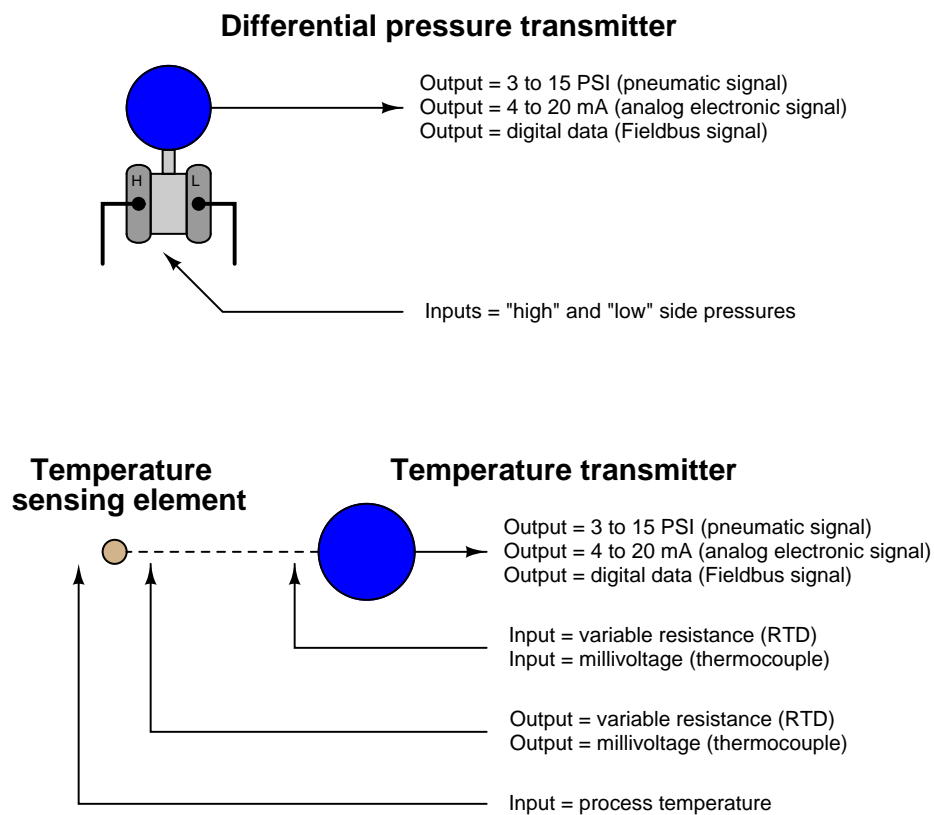 Differential pressure transmitter
Output = 3 to 15 PSI (pneumatic signal)
Output = 4 to 20 mA (analog electronic signal)
Output = digital data (Fieldbus signal)
H
L
Inputs = "high" and "low" side pressures
Temperature
sensing element
Temperature transmitter
Output = 3 to 15 PSI (pneumatic signal)
Output = 4 to 20 mA (analog electronic signal)
Output = digital data (Fieldbus signal)
Input = variable resistance (RTD)
Input = millivoltage (thermocouple)
Output = variable resistance (RTD)
Output = millivoltage (thermocouple)
Input = process temperature